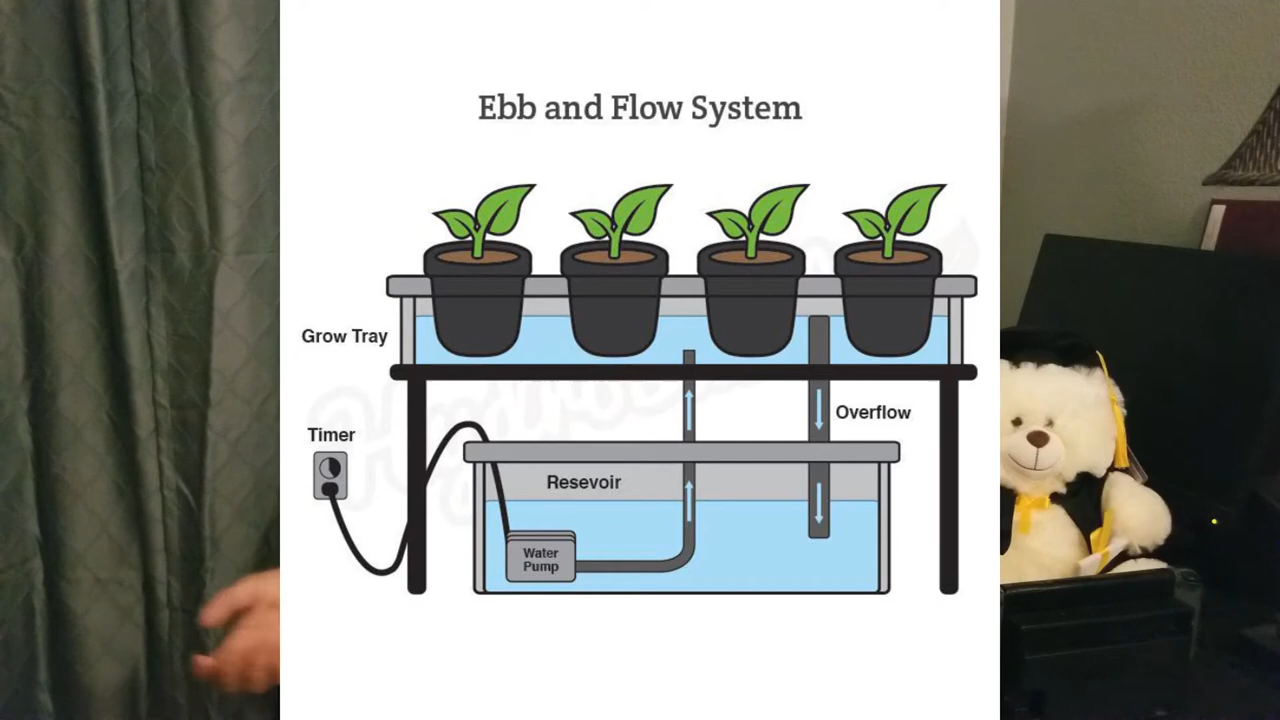 Ebb and Flow System
Grow Tray
Timer
Overflow
Resevoir
Water
Pump